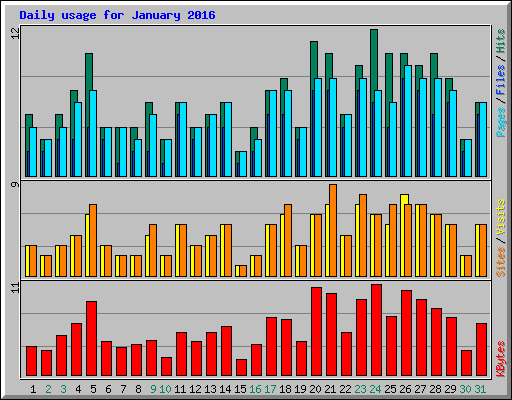 Daily usage for January 2016
12
Pages / Files / Hits
9
Sites / Visits
11
KBytes
1 2 3 4 5 6 7 8 9 10 11 12 13 14 15 16 17 18 19 20 21 22 23 24 25 26 27 28 29 30 31